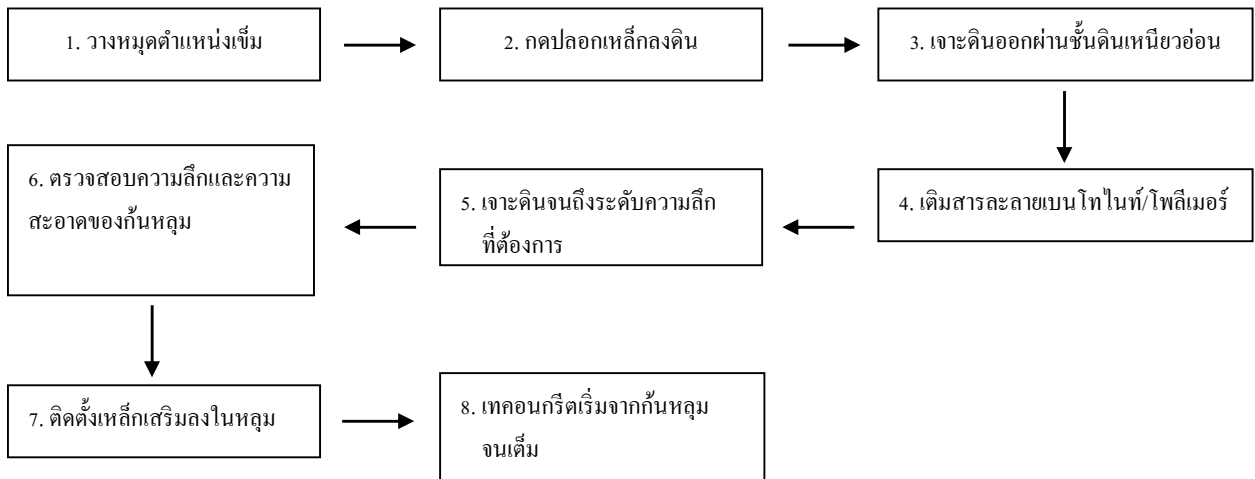 1. วางหมุดตำแหน่งเข็ม
2. กดปลอกเหล็กลงดิน
3. เจาะดินออกผ่านชั้นดินเหนียวอ่อน
4. เติมสารละลายเบนโทไนท์/โพลีเมอร์
5. เจาะดินจนถึงระดับความลึก
ที่ต้องการ
6. ตรวจสอบความลึกและความ
สะอาดของก้นหลุม
7. ติดตั้งเหล็กเสริมลงในหลุม
8. เทคอนกรีตเริ่มจากก้นหลุม
จนเต็ม